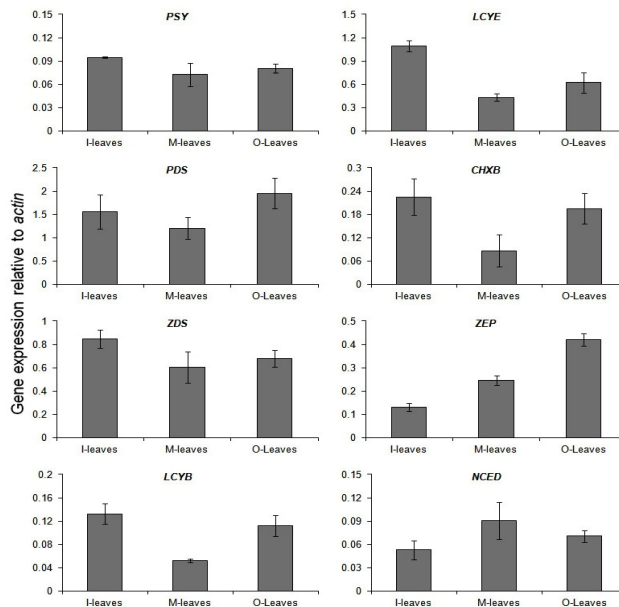 Gene expression relative to actin
PSY
0.15
0.12
0.09
0.06
0.03
0
I-leaves M-leaves O-Leaves
LCYE
1.5
1.2
0.9
0.6
0.3
0
I-leaves M-leaves O-Leaves
PDS
2.5
2
1.5
1
0.5
0
I-leaves M-leaves O-Leaves
CHXB
0.24
0.18
0.12
0.06
0
I-leaves M-leaves O-Leaves
ZDS
1
0.8
0.6
0.4
0.2
0
I-leaves M-leaves O-Leaves
ZEP
0.5
0.4
0.3
0.2
0.1
0
I-leaves M-leaves O-Leaves
LCYB
0.2
0.16
0.12
0.08
0.04
0
I-leaves M-leaves O-Leaves
NCED
0.15
0.12
0.09
0.06
0.03
0
I-leaves M-leaves O-Leaves